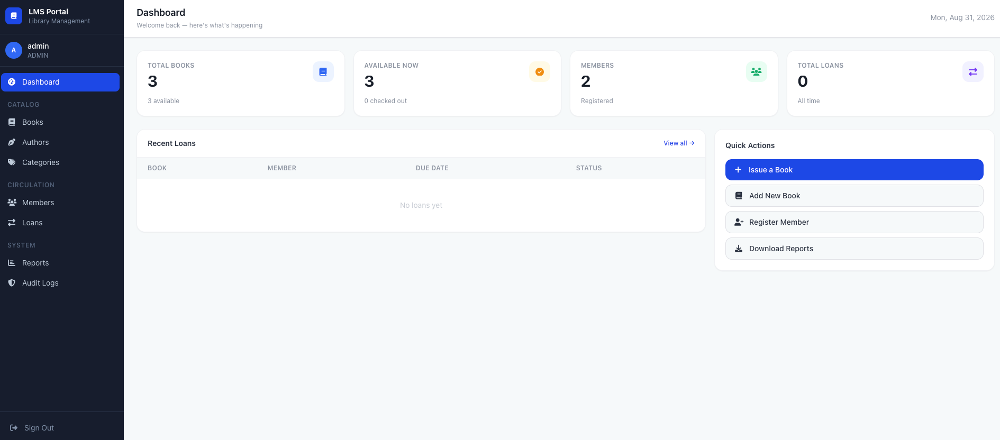 LMS Portal
Library Management
A
admin
ADMIN
Dashboard
CATALOG
Books
Authors
Categories
CIRCULATION
Members
Loans
SYSTEM
Reports
Audit Logs
Sign Out
Dashboard
Welcome back — here's what's happening
Mon, Aug 31, 2026
TOTAL BOOKS
3
3 available
AVAILABLE NOW
3
0 checked out
MEMBERS
2
Registered
TOTAL LOANS
0
All time
Recent Loans
View all →
BOOK MEMBER DUE DATE STATUS
No loans yet
Quick Actions
Issue a Book
Add New Book
Register Member
Download Reports